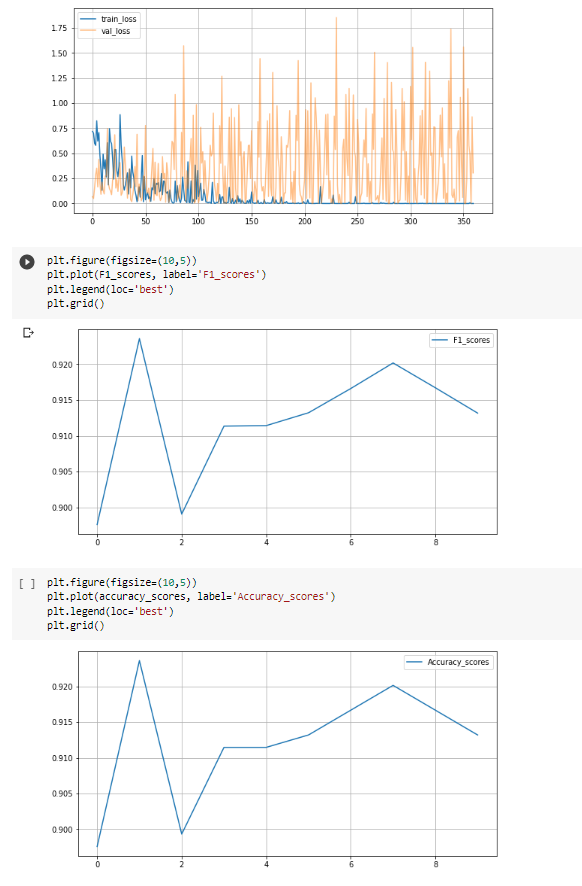 train_loss
val_loss
1.75
1.50
1.25
1.00
0.75
0.50
0.25
0.00
0 50 100 150 200 250 300 350
plt.figure(figsize=(10,5))
plt.plot(F1_scores, label='F1_scores')
plt.legend(loc='best')
plt.grid()
F1_scores
0.920
0.915
0.910
0.905
0.900
0 2 4 6 8
[ ] plt.figure(figsize=(10,5))
plt.plot(accuracy_scores, label='Accuracy_scores')
plt.legend(loc='best')
plt.grid()
Accuracy_scores
0.920
0.915
0.910
0.905
0.900
0 2 4 6 8